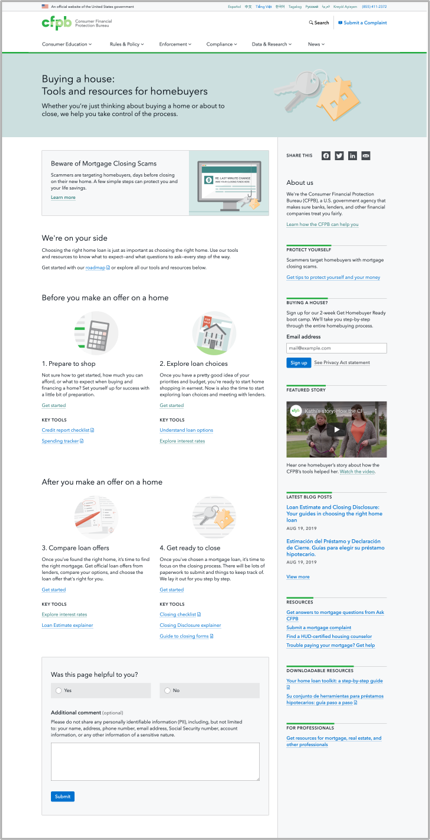 An official website of the United States government
Español 中文 Tiếng Việt 한국어 Tagalog Pусский العربية Kreyòl Ayisyen (855) 411-2372
cfpb Consumer Financial
Protection Bureau
Search Submit a Complaint
Consumer Education Rules & Policy Enforcement Compliance Data & Research News
Buying a house:
Tools and resources for homebuyers
Whether you're just thinking about buying a home or about to
close, we help you take control of the process.
Beware of Mortgage Closing Scams
Scammers are targeting homebuyers, days before closing
on their new home. A few simple steps can protect you and
your life savings.
Learn more
RE: LAST MINUTE CHANGE
We're on your side
Choosing the right home loan is just as important as choosing the right home. Use our tools
and resources to know what to expect–and what questions to ask–every step of the way.
Get started with our roadmap or explore all our tools and resources below.
Before you make an offer on a home
1. Prepare to shop
Not sure how to get started, how much you can
afford, or what to expect when buying and
financing a home? Set yourself up for success with
a little bit of preparation.
Get started
KEY TOOLS
Credit report checklist
Spending tracker
2. Explore loan choices
Once you have a pretty good idea of your
priorities and budget, you're ready to start home
shopping in earnest. Now is also the time to start
exploring loan choices and meeting with lenders.
Get started
KEY TOOLS
Understand loan options
Explore interest rates
After you make an offer on a home
3. Compare loan offers
Once you've found the right home, it's time to find
the right mortgage. Get official loan offers from
lenders, compare your options, and choose the
loan offer that's right for you.
Get started
KEY TOOLS
Explore interest rates
Loan Estimate explainer
4. Get ready to close
Once you've chosen a mortgage loan, it's time to
focus on the closing process. There will be lots of
paperwork to submit and things to keep track of.
We lay it out for you step by step.
Get started
KEY TOOLS
Closing checklist
Closing Disclosure explainer
Guide to closing forms
Was this page helpful to you?
Yes No
Additional comment (optional)
Please do not share any personally identifiable information (PII), including, but not limited
to: your name, address, phone number, email address, Social Security number, account
information, or any other information of a sensitive nature.
Submit
SHARE THIS
About us
We're the Consumer Financial Protection
Bureau (CFPB), a U.S. government agency that
makes sure banks, lenders, and other financial
companies treat you fairly.
Learn how the CFPB can help you
PROTECT YOURSELF
Scammers target homebuyers with mortgage
closing scams.
Get tips to protect yourself and your money
BUYING A HOUSE?
Sign up for our 2-week Get Homebuyer Ready
boot camp. We'll take you step-by-step
through the entire homebuying process.
Email address
mail@example.com
Sign up See Privacy Act statement
FEATURED STORY
cfpb
Hear one homebuyer's story about how the
CFPB's tools helped her. Watch the video.
LATEST BLOG POSTS
Loan Estimate and Closing Disclosure:
Your guides in choosing the right home
loan
AUG 19, 2019
Estimación del Préstamo y Declaración
de Cierre. Guías para elegir su préstamo
hipotecario.
AUG 19, 2019
View more
RESOURCES
Get answers to mortgage questions from Ask
CFPB
Submit a mortgage complaint
Find a HUD-certified housing counselor
Trouble paying your mortgage? Get help
DOWNLOADABLE RESOURCES
Your home loan toolkit: a step-by-step guide
Su conjunto de herramientas para préstamos
hipotecarios: guía paso a paso
FOR PROFESSIONALS
Get resources for mortgage, real estate, and
other professionals